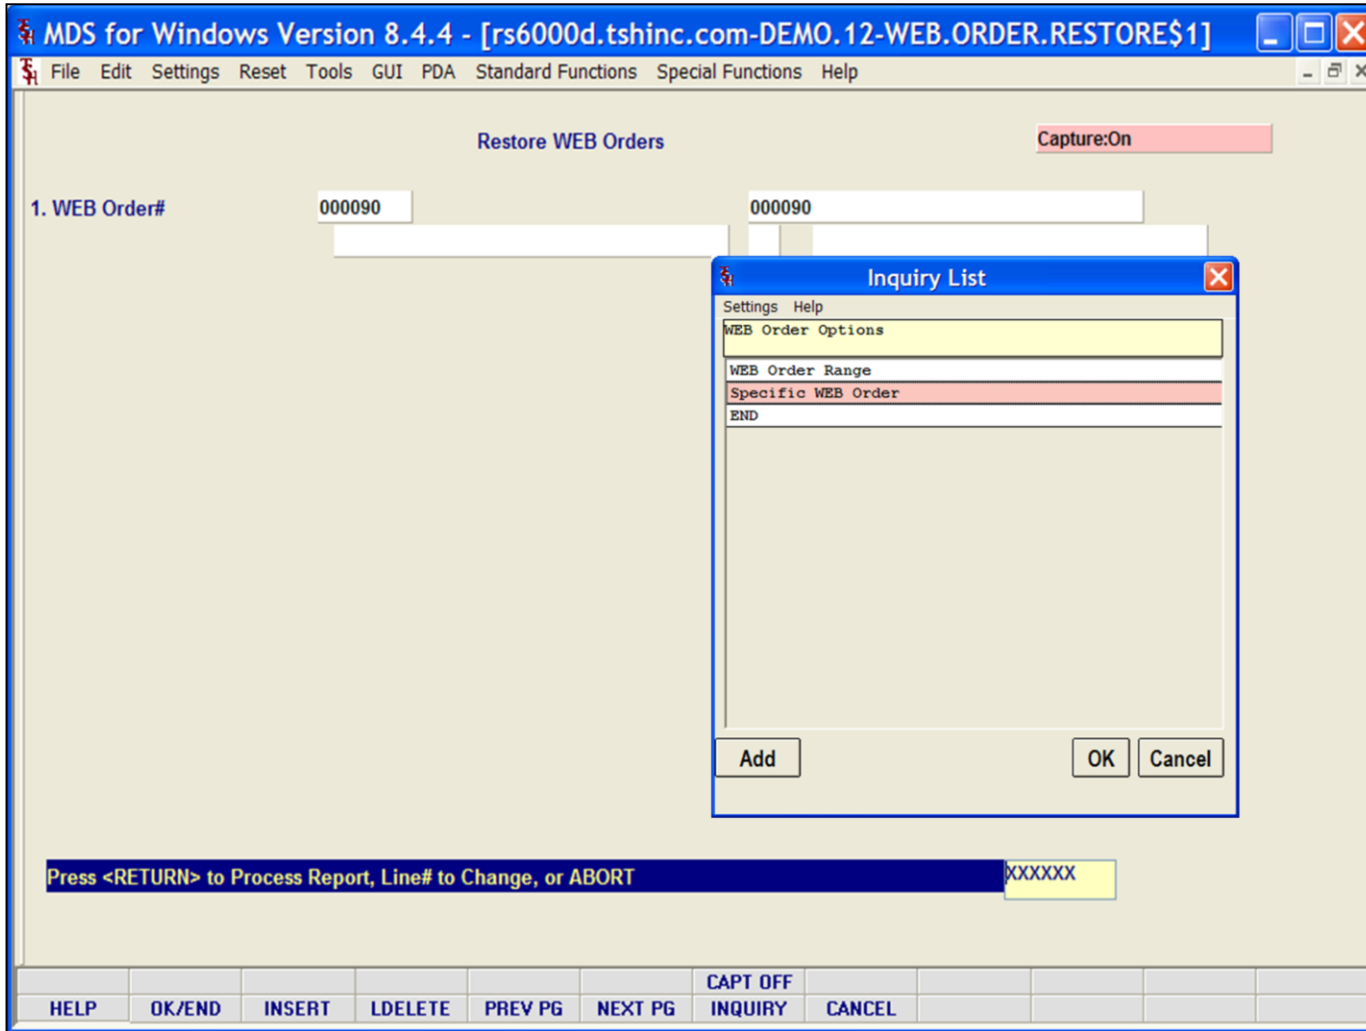 MDS for Windows Version 8.4.4 - [rs6000d.tshinc.com-DEMO.12-WEB.ORDER.RESTORE$1]
File Edit Settings Reset Tools GUI PDA Standard Functions Special Functions Help
Restore WEB Orders Capture:On
1. WEB Order# 000090 000090
Inquiry List
Settings Help
WEB Order Options
WEB Order Range
Specific WEB Order
END
Add OK Cancel
Press <RETURN> to Process Report, Line# to Change, or ABORT XXXXXX
CAPT OFF
HELP OK/END INSERT LDELETE PREV PG NEXT PG INQUIRY CANCEL